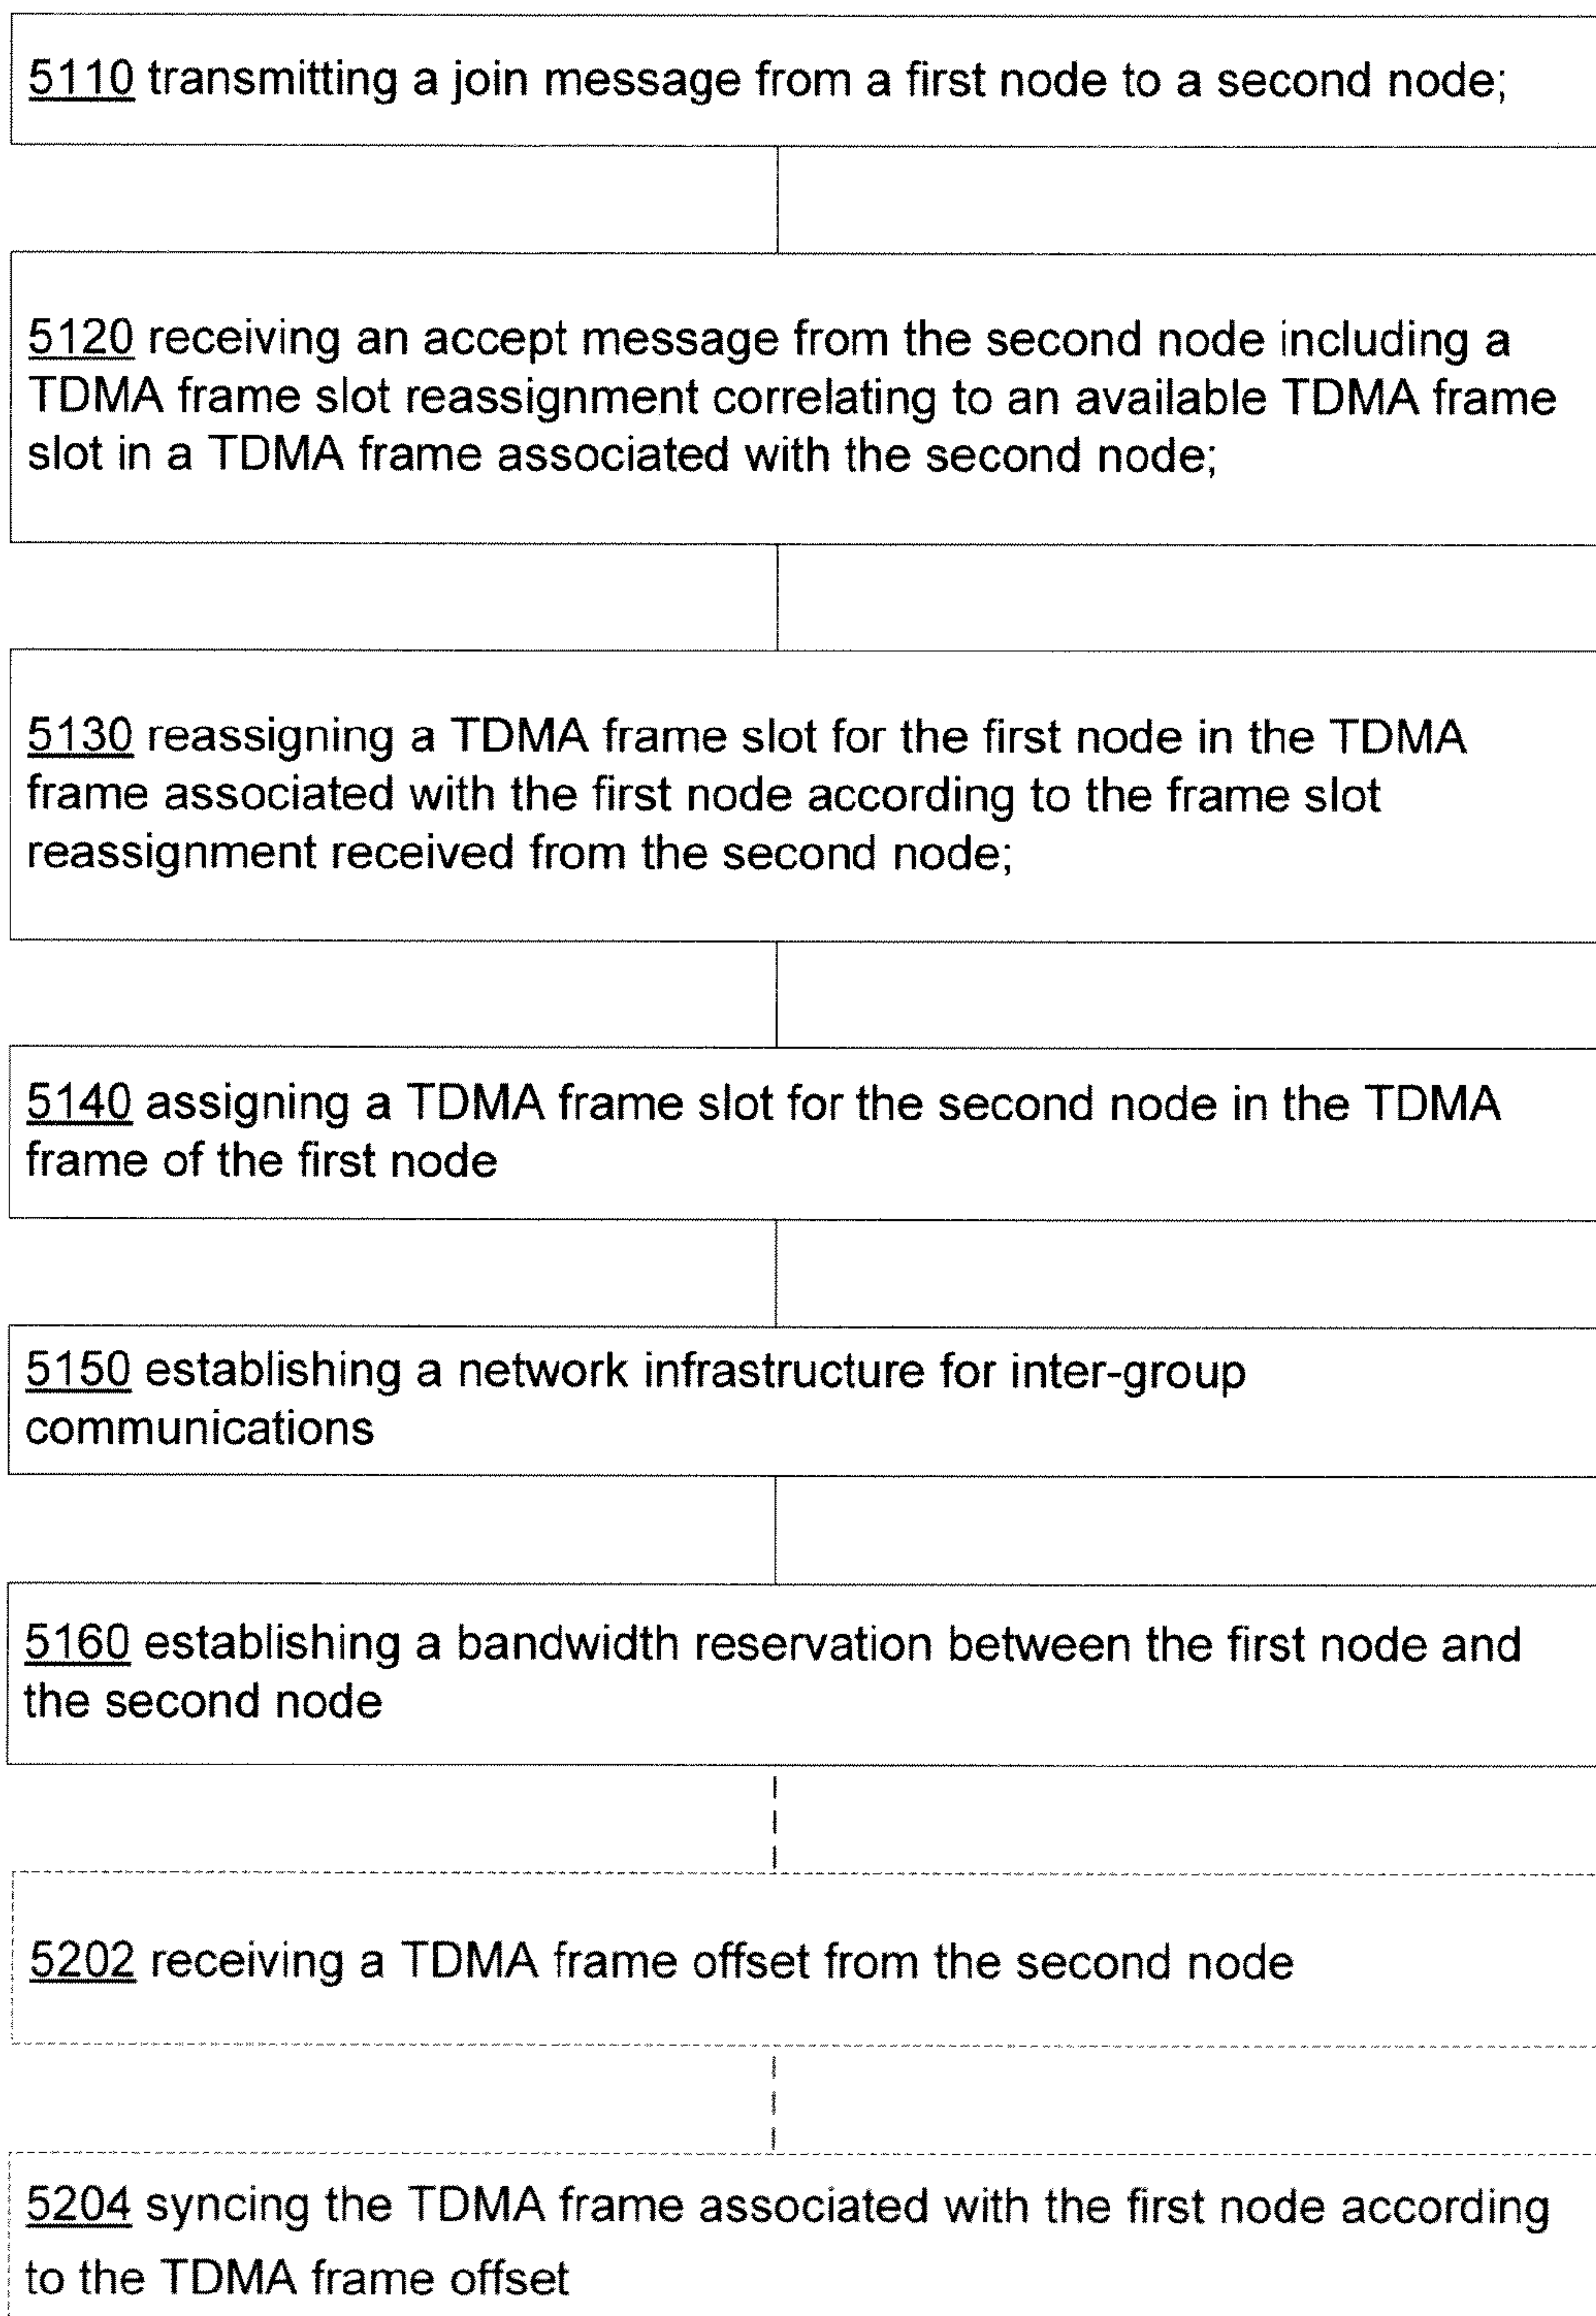 5110 transmitting a join message from a first node to a second node;
5120 receiving an accept message from the second node including a
TDMA frame slot reassignment correlating to an available TDMA frame
slot in a TDMA frame associated with the second node;
5130 reassigning a TDMA frame slot for the first node in the TDMA
frame associated with the first node according to the frame slot
reassignment received from the second node;
5140 assigning a TDMA frame slot for the second node in the TDMA
frame of the first node
5150 establishing a network infrastructure for inter-group
communications
5160 establishing a bandwidth reservation between the first node and
the second node
5202 receiving a TDMA frame offset from the second node
5204 syncing the TDMA frame associated with the first node according
to the TDMA frame offset